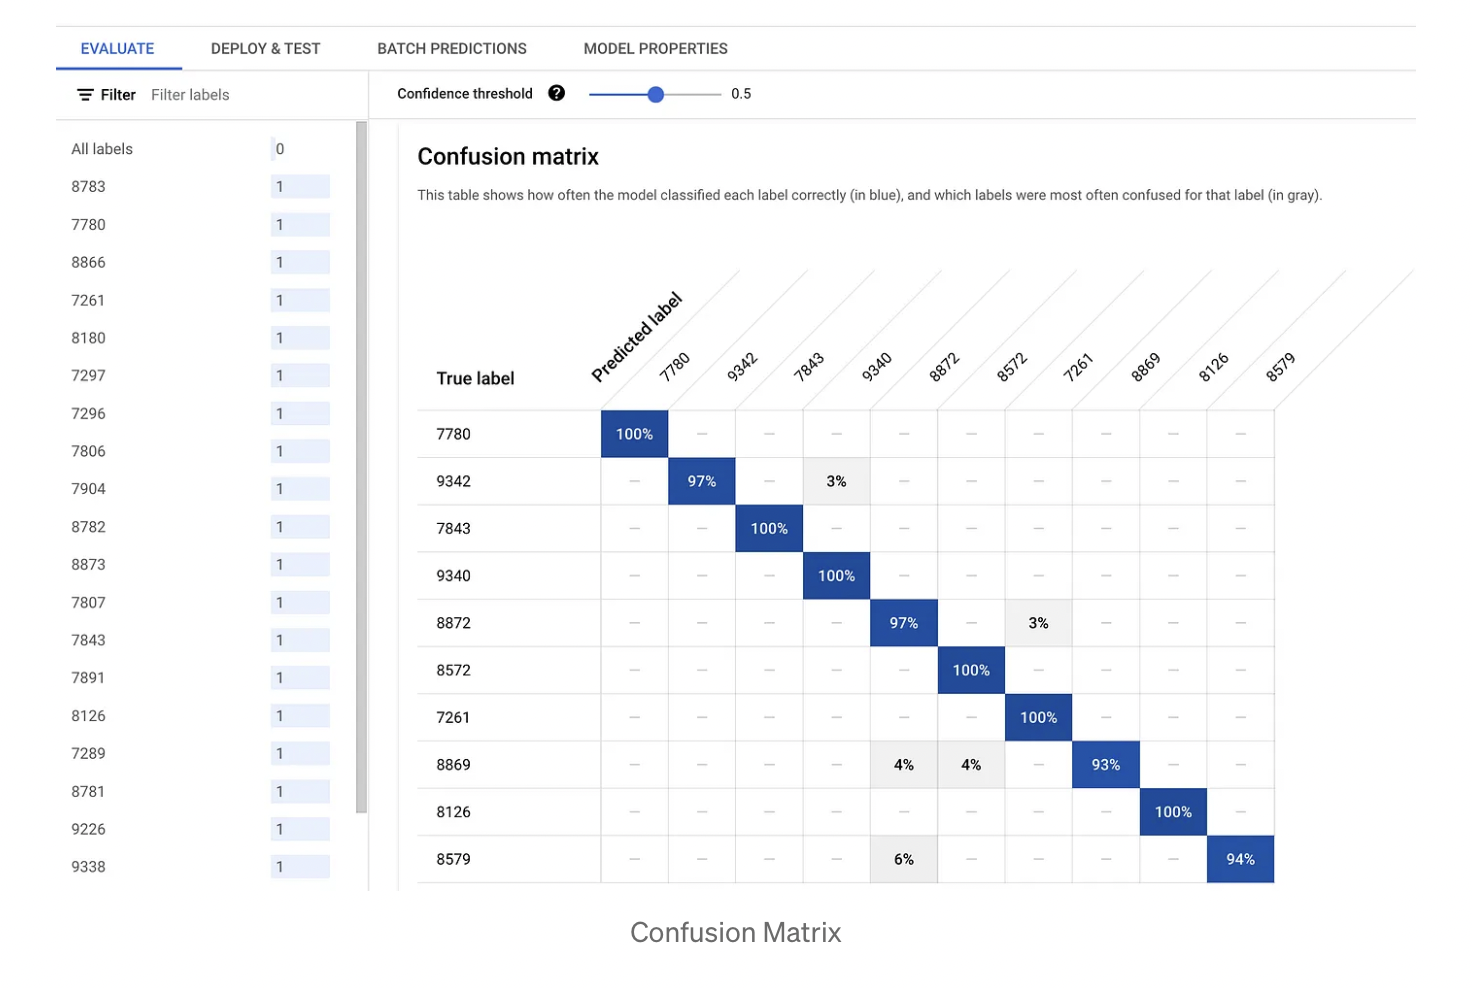 EVALUATE DEPLOY & TEST BATCH PREDICTIONS MODEL PROPERTIES
Filter Filter labels
Confidence threshold ? 0.5
All labels 0
8783 1
7780 1
8866 1
7261 1
8180 1
7297 1
7296 1
7806 1
7904 1
8782 1
8873 1
7807 1
7843 1
7891 1
8126 1
7289 1
8781 1
9226 1
9338 1
Confusion matrix
This table shows how often the model classified each label correctly (in blue), and which labels were most often confused for that label (in gray).
True label Predicted label 7780 9342 7843 9340 8872 8572 7261 8869 8126 8579
7780 100% – – – – – – – – –
9342 – 97% – 3% – – – – – –
7843 – – 100% – – – – – – –
9340 – – – 100% – – – – – –
8872 – – – – 97% – 3% – – –
8572 – – – – – 100% – – – –
7261 – – – – – – 100% – – –
8869 – – – – 4% 4% – 93% – –
8126 – – – – – – – – 100% –
8579 – – – – 6% – – – – 94%
Confusion Matrix